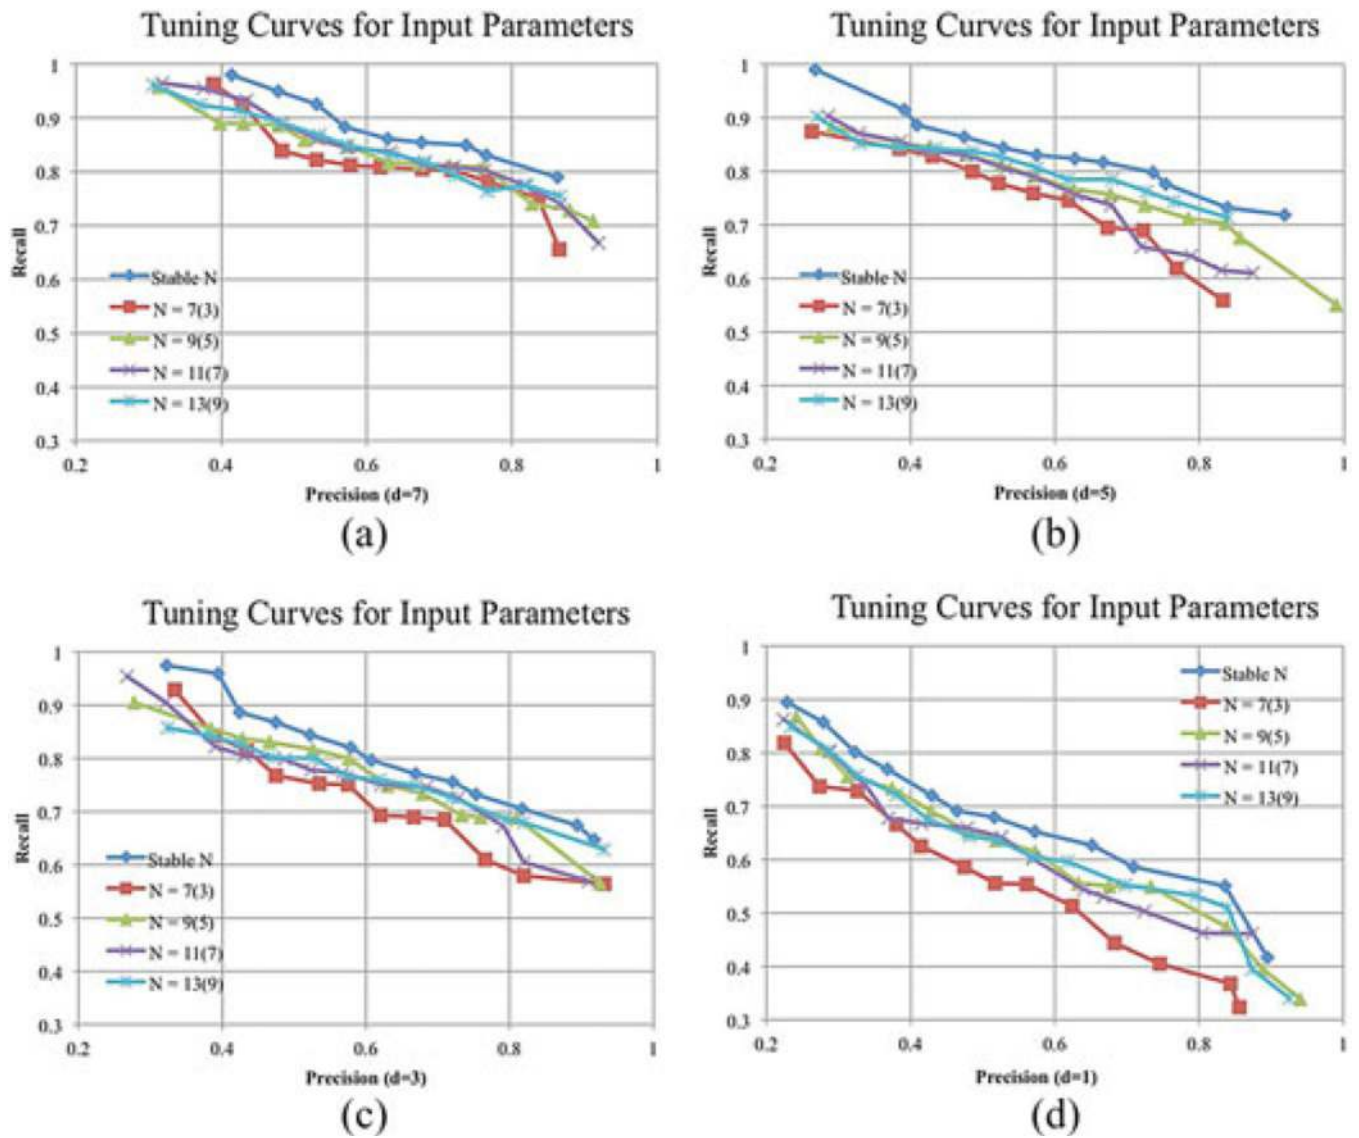 Tuning Curves for Input Parameters
1
0.9
0.8
0.7
0.6
0.5
0.4
0.3
Recall
Stable N
N = 7(3)
N = 9(5)
N = 11(7)
N = 13(9)
0.2 0.4 0.6 0.8 1
Precision (d=7)
(a)
Tuning Curves for Input Parameters
1
0.9
0.8
0.7
0.6
0.5
0.4
0.3
Recall
Stable N
N = 7(3)
N = 9(5)
N = 11(7)
N = 13(9)
0.2 0.4 0.6 0.8 1
Precision (d=5)
(b)
Tuning Curves for Input Parameters
1
0.9
0.8
0.7
0.6
0.5
0.4
0.3
Recall
Stable N
N = 7(3)
N = 9(5)
N = 11(7)
N = 13(9)
0.2 0.4 0.6 0.8 1
Precision (d=3)
(c)
Tuning Curves for Input Parameters
1
0.9
0.8
0.7
0.6
0.5
0.4
0.3
Recall
Stable N
N = 7(3)
N = 9(5)
N = 11(7)
N = 13(9)
0.2 0.4 0.6 0.8 1
Precision (d=1)
(d)